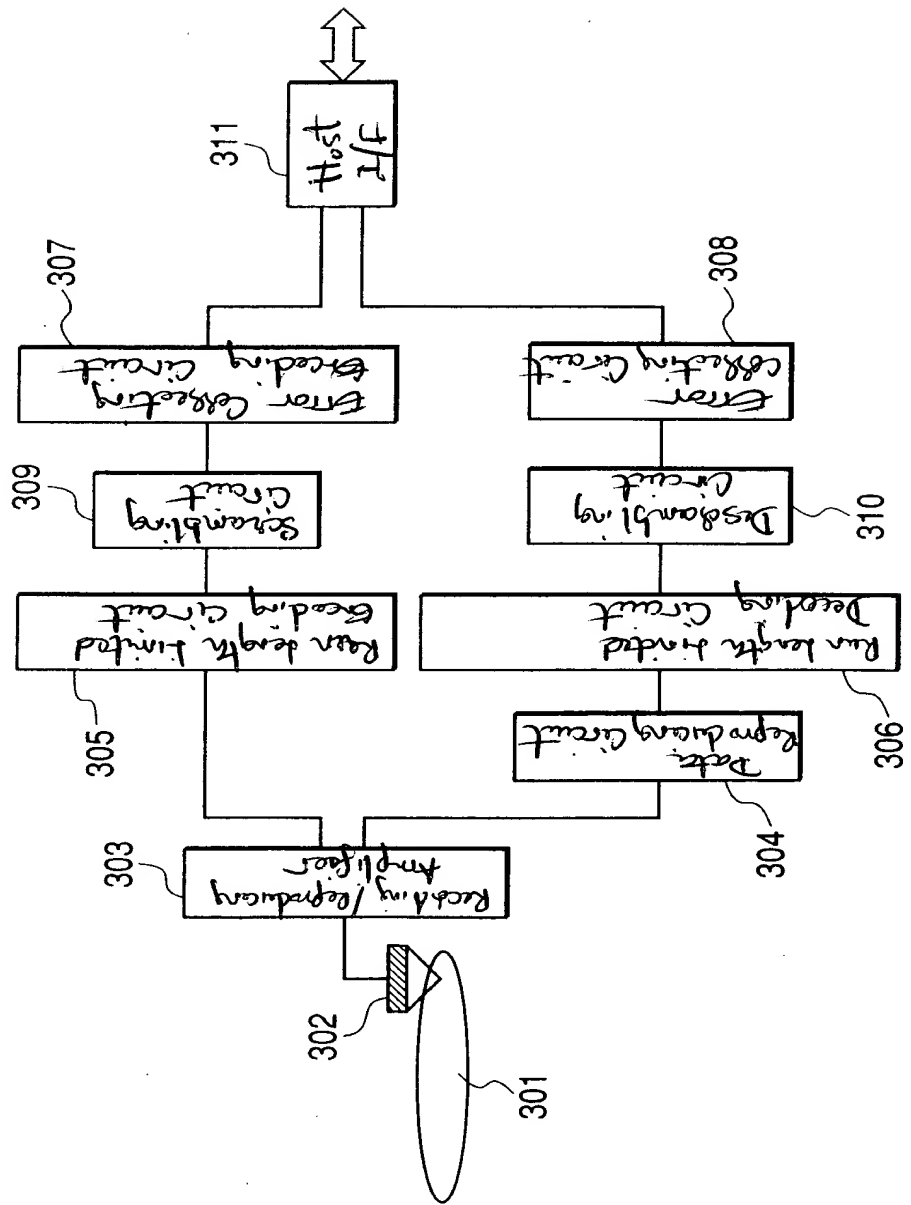 311
Host
I/F
307
Error Correcting
Encoding
Circuit
309
Scrambling
Circuit
305
Run Length Limited
Encoding
Circuit
303
Recording
/Reproducing
Amplifier
302
301
308
Error
Correcting Circuit
310
Descrambling
Circuit
306
Run Length Limited
Decoding
Circuit
304
Data
Reproducing Circuit